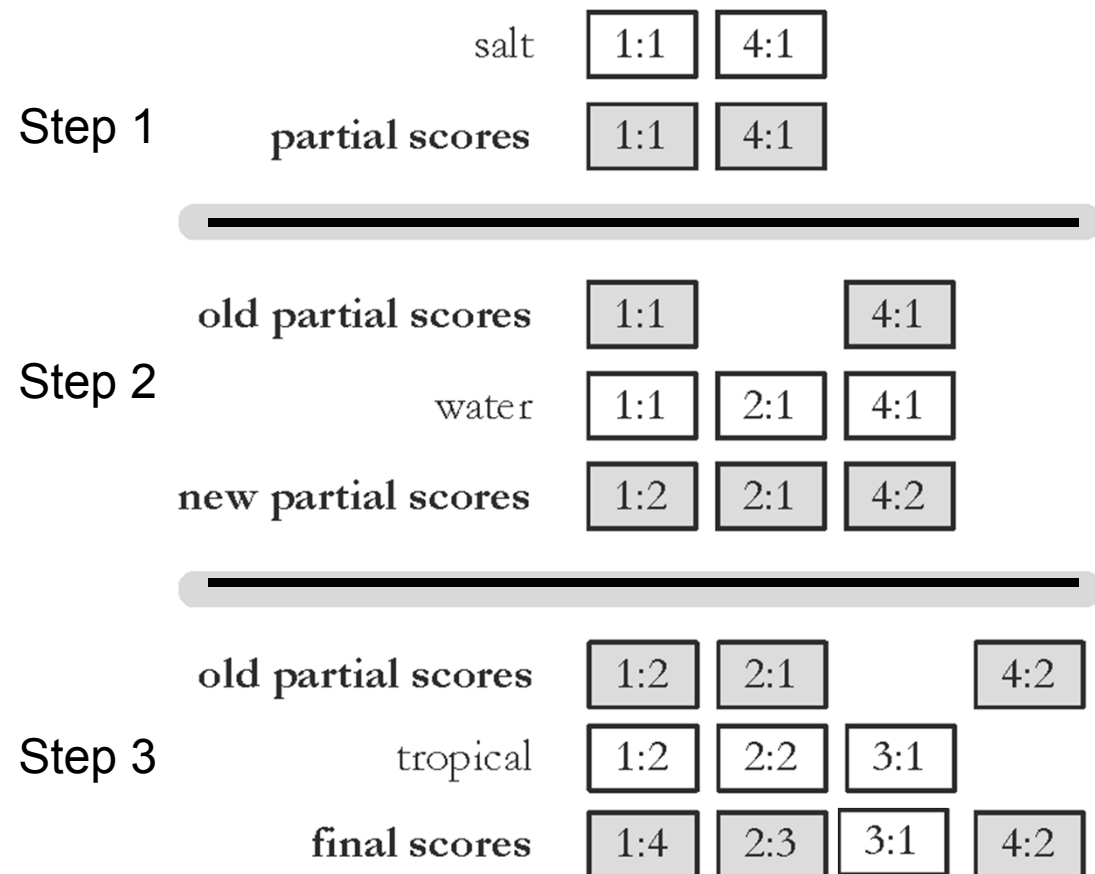 salt 1:1 4:1
Step 1
partial scores 1:1 4:1
old partial scores 1:1 4:1
Step 2
water 1:1 2:1 4:1
new partial scores 1:2 2:1 4:2
old partial scores 1:2 2:1 4:2
Step 3
tropical 1:2 2:2 3:1
final scores 1:4 2:3 3:1 4:2